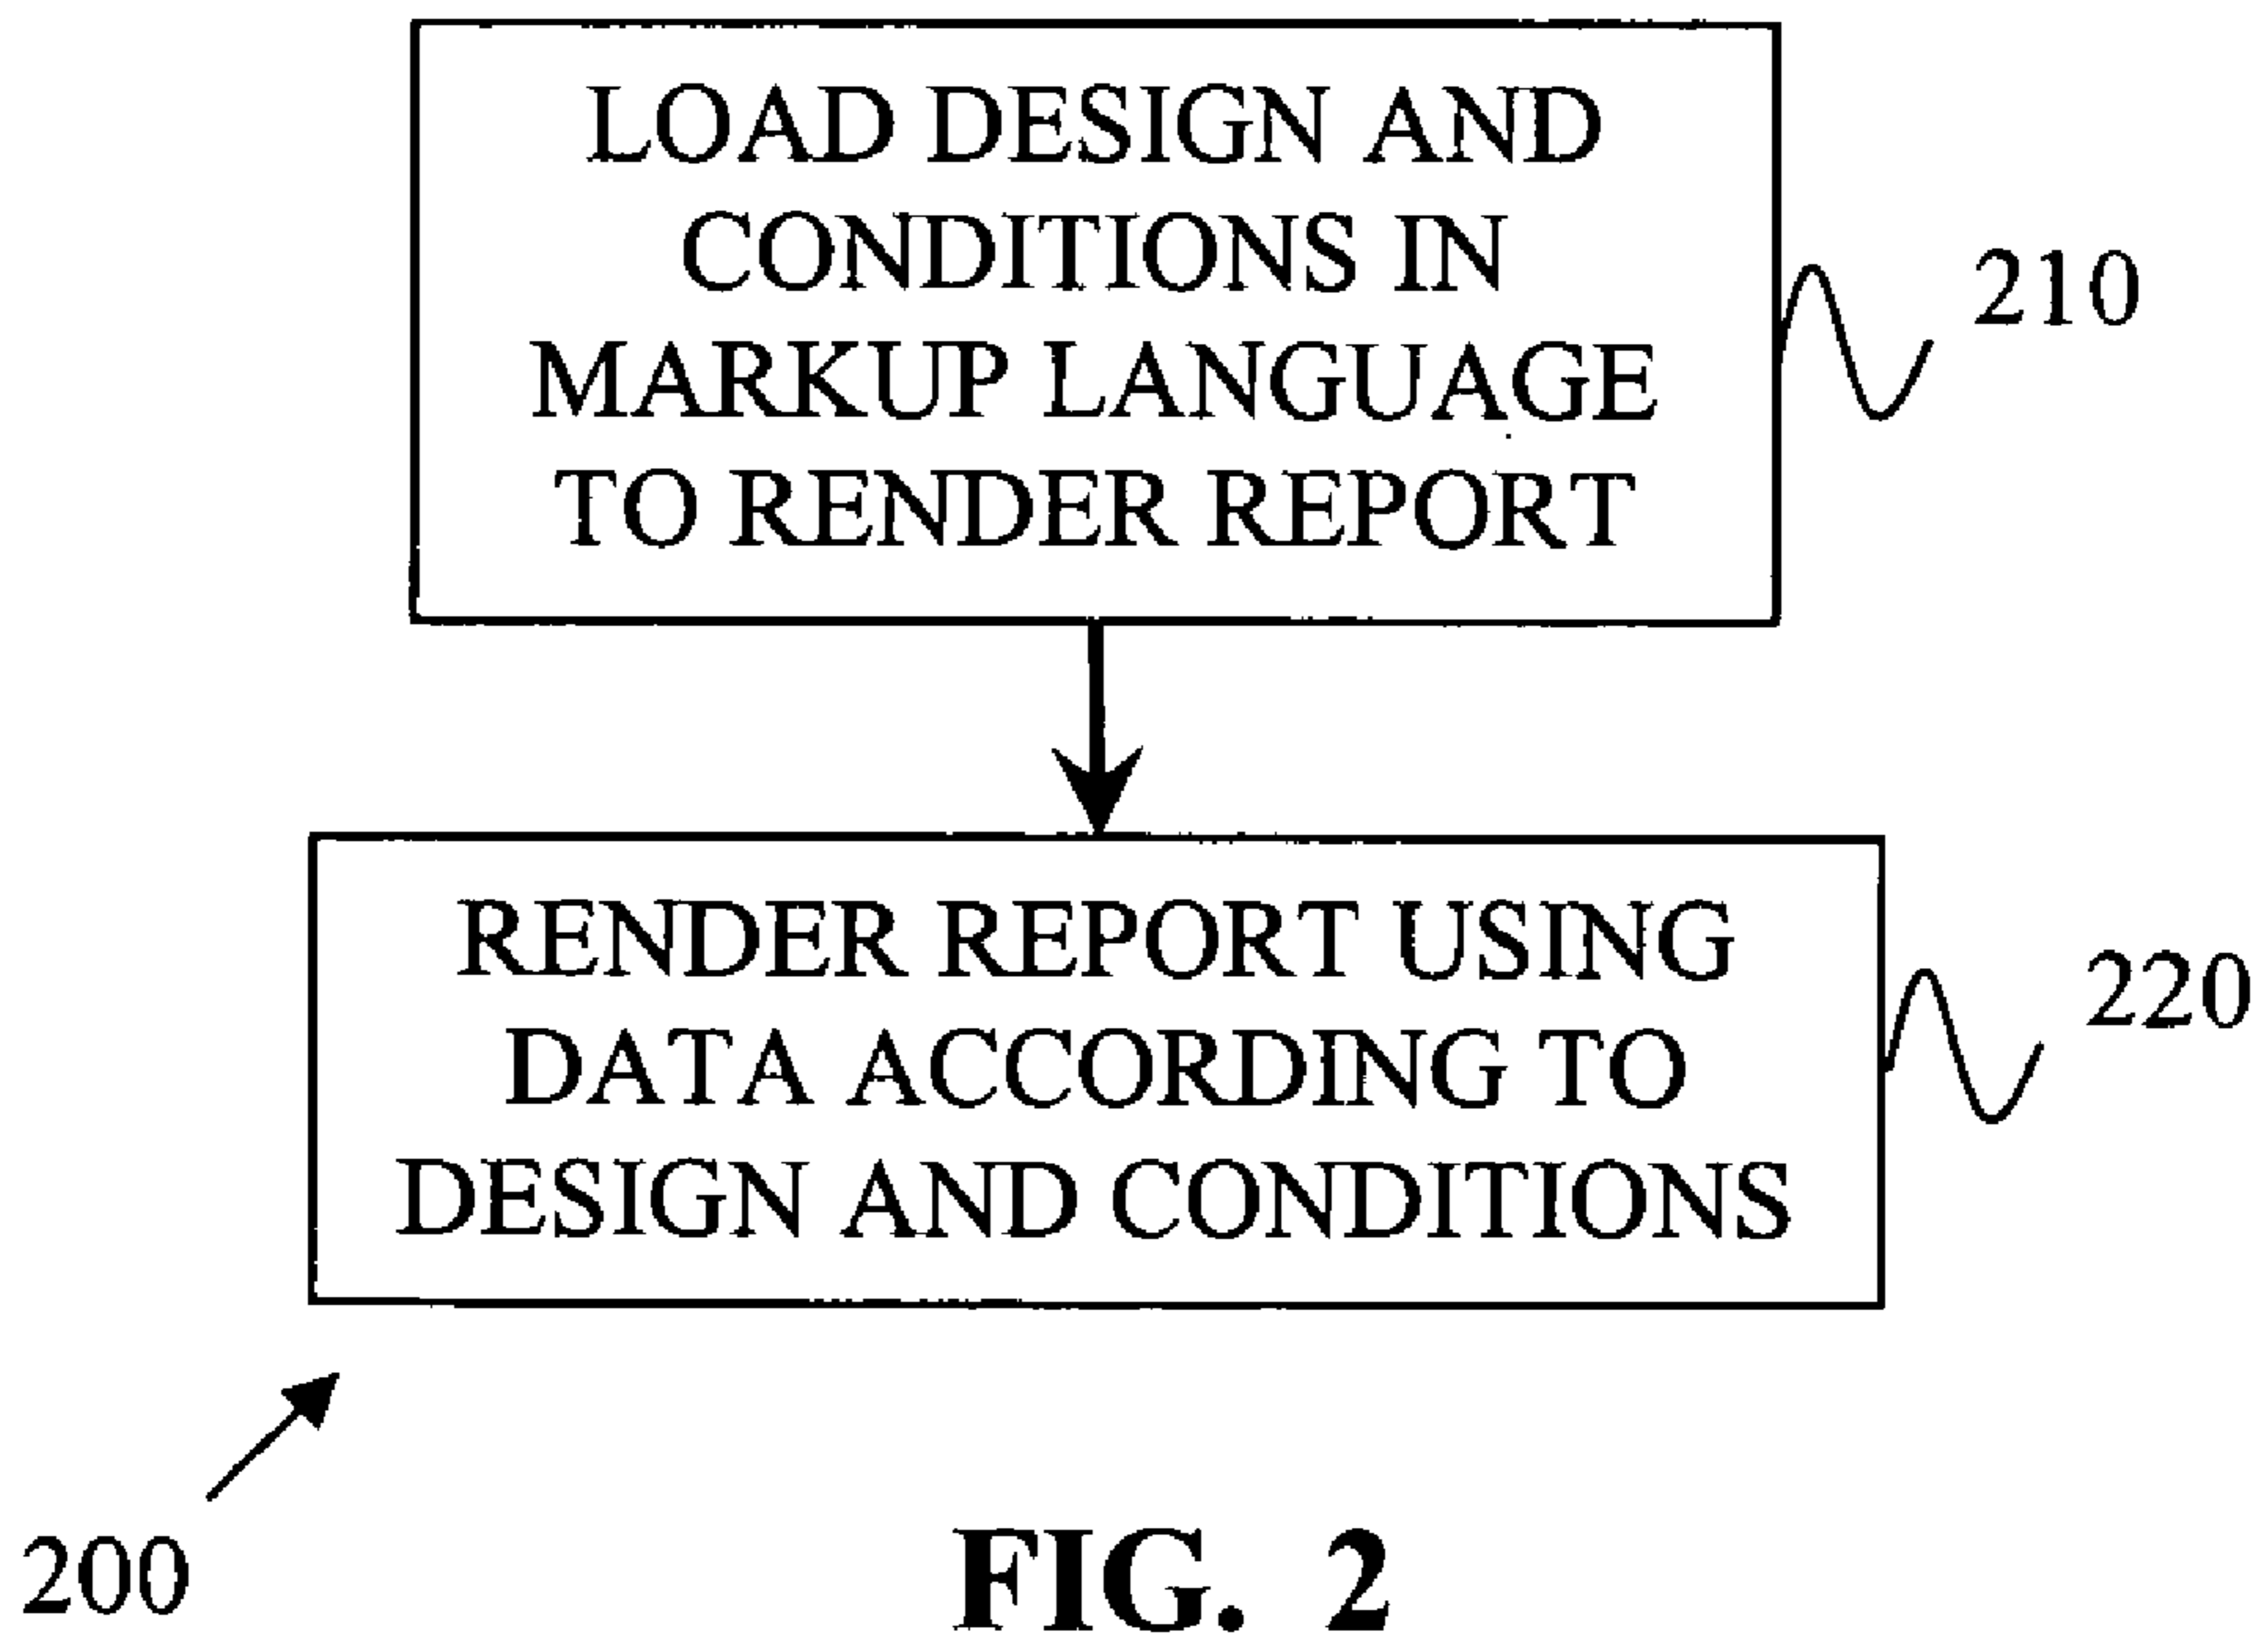 LOAD DESIGN AND
CONDITIONS IN
MARKUP LANGUAGE
TO RENDER REPORT
210
RENDER REPORT USING
DATA ACCORDING TO
DESIGN AND CONDITIONS
220
200
FIG. 2